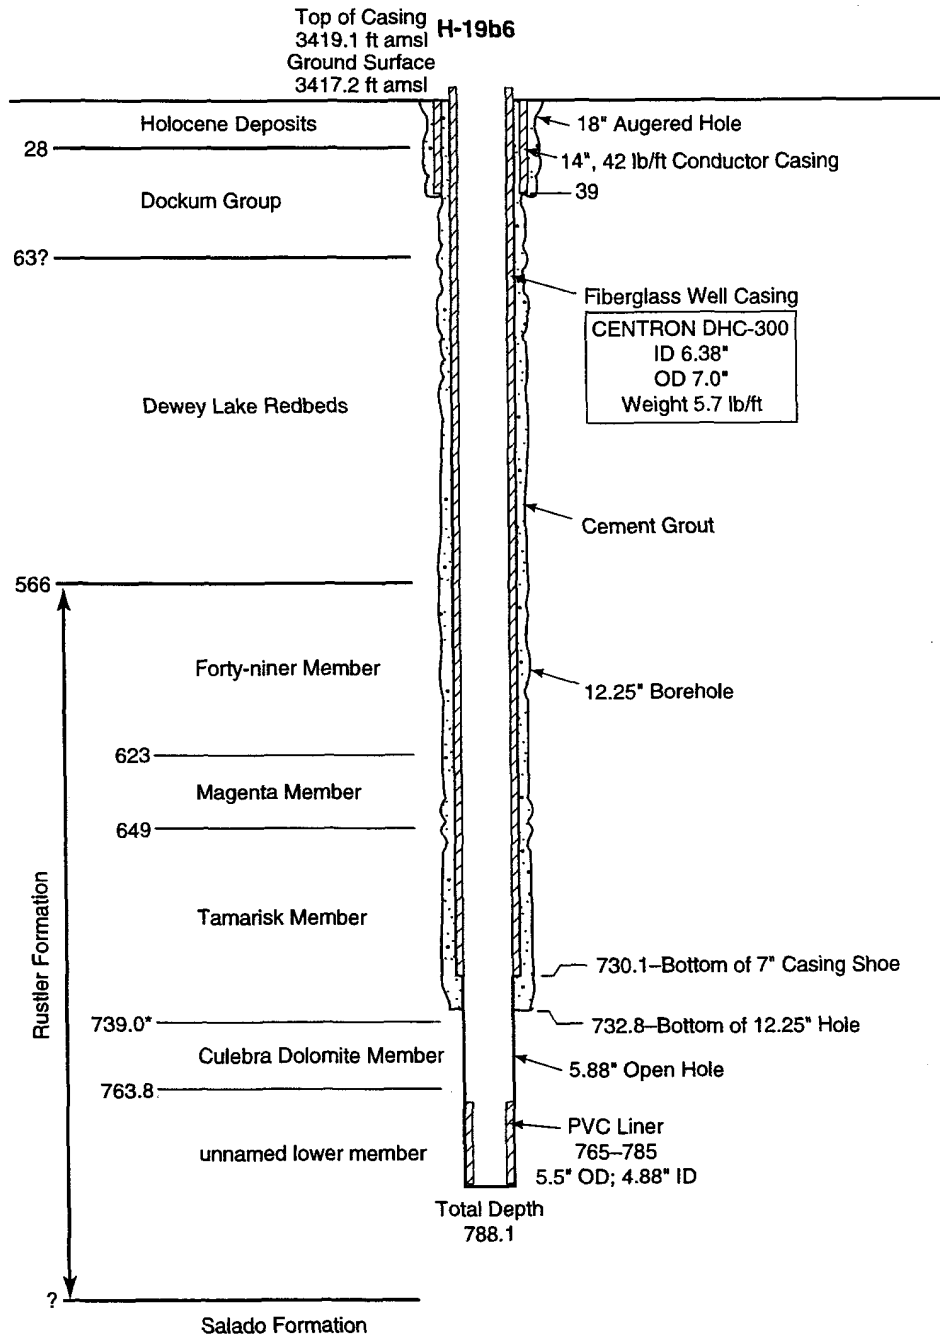 Top of Casing
3419.1 ft amsl
Ground Surface
3417.2 ft amsl
H-19b6
Holocene Deposits
18" Augered Hole
28
14", 42 lb/ft Conductor Casing
39
Dockum Group
63?
Fiberglass Well Casing
CENTRON DHC-300
ID 6.38"
OD 7.0"
Weight 5.7 lb/ft
Dewey Lake Redbeds
Cement Grout
566
Forty-niner Member
12.25" Borehole
623
Magenta Member
649
Rustler Formation
Tamarisk Member
730.1–Bottom of 7" Casing Shoe
739.0*
732.8–Bottom of 12.25" Hole
Culebra Dolomite Member
5.88" Open Hole
763.8
PVC Liner
765–785
5.5" OD; 4.88" ID
unnamed lower member
Total Depth
788.1
?
Salado Formation